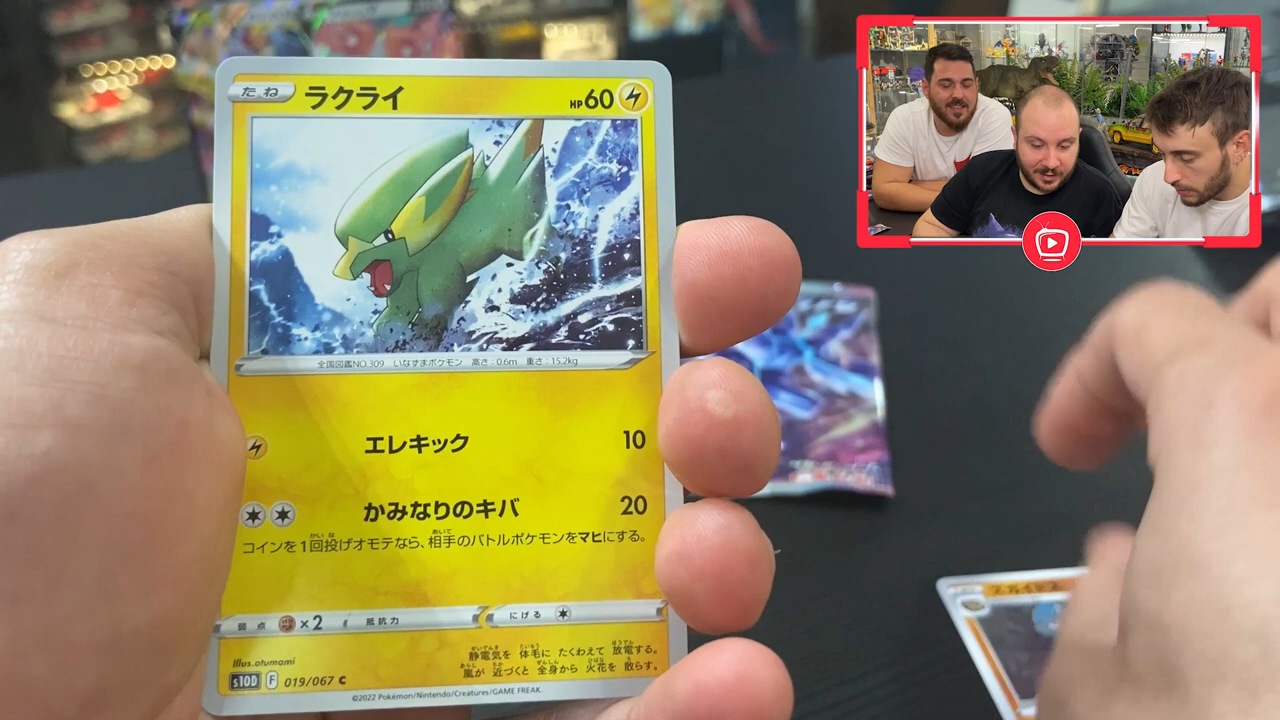 たね ラクライ HP60
全国図鑑NO.309 いなずまポケモン 高さ:0.6m 重さ:15.2kg
エレキック 10
かみなりのキバ 20
コインを1回投げオモテなら、相手のバトルポケモンをマヒにする。
弱点 ×2 抵抗力 にげる
静電気を 体毛に たくわえて 放電する。
嵐が 近づくと 全身から 火花を 散らす。
Illus.otumami
s10D F 019/067 C
©2022 Pokémon/Nintendo/Creatures/GAME FREAK.